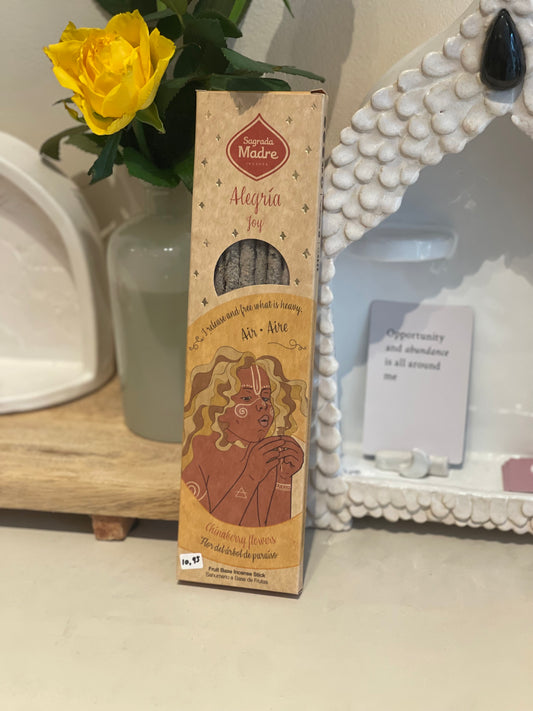 Sagrada
Madre
INCENSE
Alegría
Joy
I release and free what is heavy,
Air • Aire
Chinaberry flowers
Flor del árbol de paraíso
10,95
Fruit Base Incense Stick
Sahumerio a Base de Frutas
Opportunity
and abundance
is all around
me